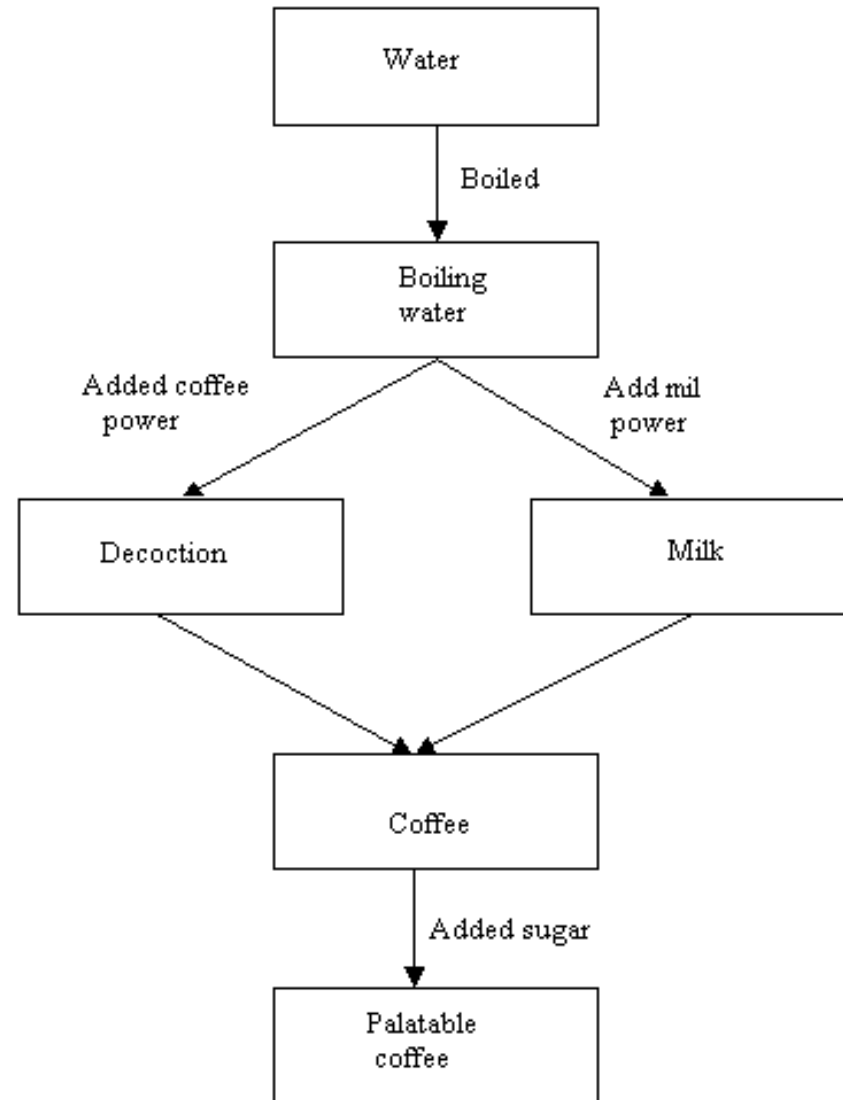 Water
Boiled
Boiling
water
Added coffee
power
Add mil
power
Decoction
Milk
Coffee
Added sugar
Palatable
coffee